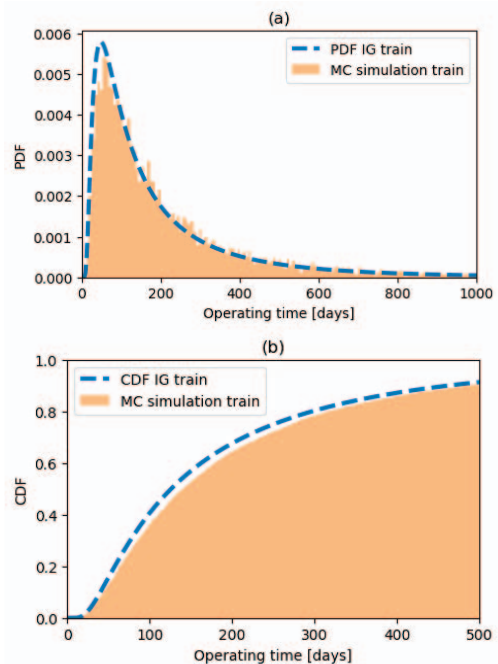 (a)
0.006
0.005
0.004
0.003
0.002
0.001
0.000
PDF
PDF IG train
MC simulation train
0 200 400 600 800 1000
Operating time [days]
(b)
1.0
0.8
0.6
0.4
0.2
0.0
CDF
CDF IG train
MC simulation train
0 100 200 300 400 500
Operating time [days]